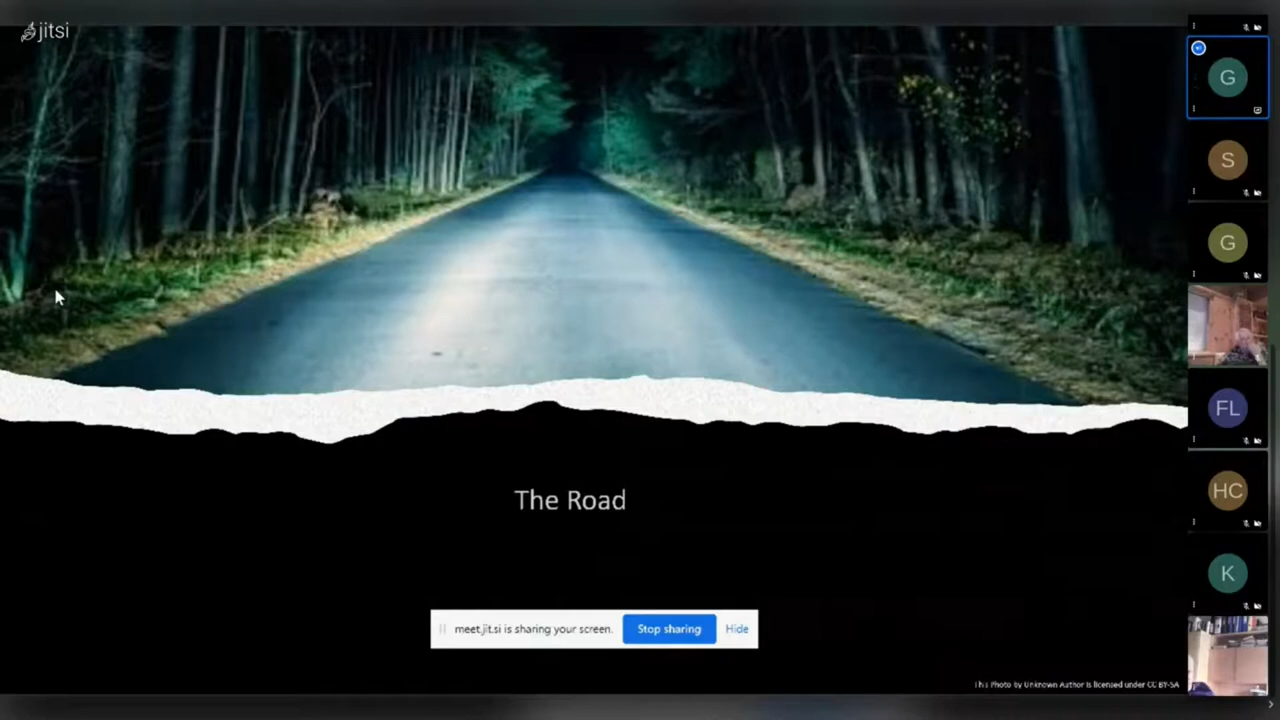 jitsi
G
S
G
FL
HC
K
The Road
meet.jit.si is sharing your screen. Stop sharing Hide
This Photo by Unknown Author is licensed under CC BY-SA